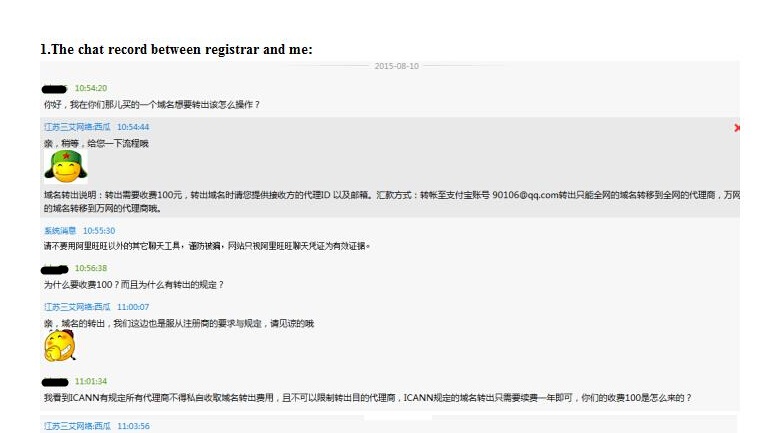 1.The chat record between registrar and me:
2015-08-10
10:54:20
你好，我在你们那儿买的一个域名想要转出该怎么操作？
江苏三艾网络:西瓜 10:54:44
亲，稍等，给您一下流程哦
域名转出说明：转出需要收费100元，转出域名时请您提供接收方的代理ID 以及邮箱。汇款方式：转帐至支付宝账号 90106@qq.com转出只能全网的域名转移到全网的代理商，万网
的域名转移到万网的代理商哦。
系统消息 10:55:30
请不要用阿里旺旺以外的其它聊天工具，谨防被骗，网站只视阿里旺旺聊天凭证为有效证据。
10:56:38
为什么要收费100？而且为什么有转出的规定？
江苏三艾网络:西瓜 11:00:07
亲，域名的转出，我们这边也是服从注册商的要求与规定，请见谅的哦
11:01:34
我看到ICANN有规定所有代理商不得私自收取域名转出费用，且不可以限制转出目的代理商，ICANN规定的域名转出只需要续费一年即可，你们的收费100是怎么来的？
江苏三艾网络:西瓜 11:03:56